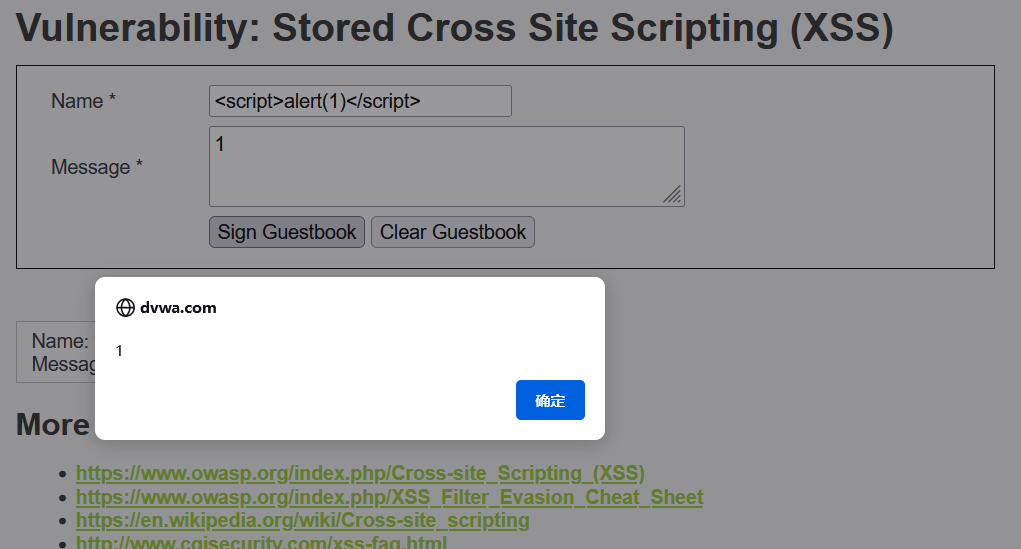 Vulnerability: Stored Cross Site Scripting (XSS)
Name * <script>alert(1)</script>
Message * 1
Sign Guestbook Clear Guestbook
dvwa.com
1
确定
Name:
More
https://www.owasp.org/index.php/Cross-site_Scripting_(XSS)
https://www.owasp.org/index.php/XSS_Filter_Evasion_Cheat_Sheet
https://en.wikipedia.org/wiki/Cross-site_scripting
http://www.cgisecurity.com/xss-faq.html